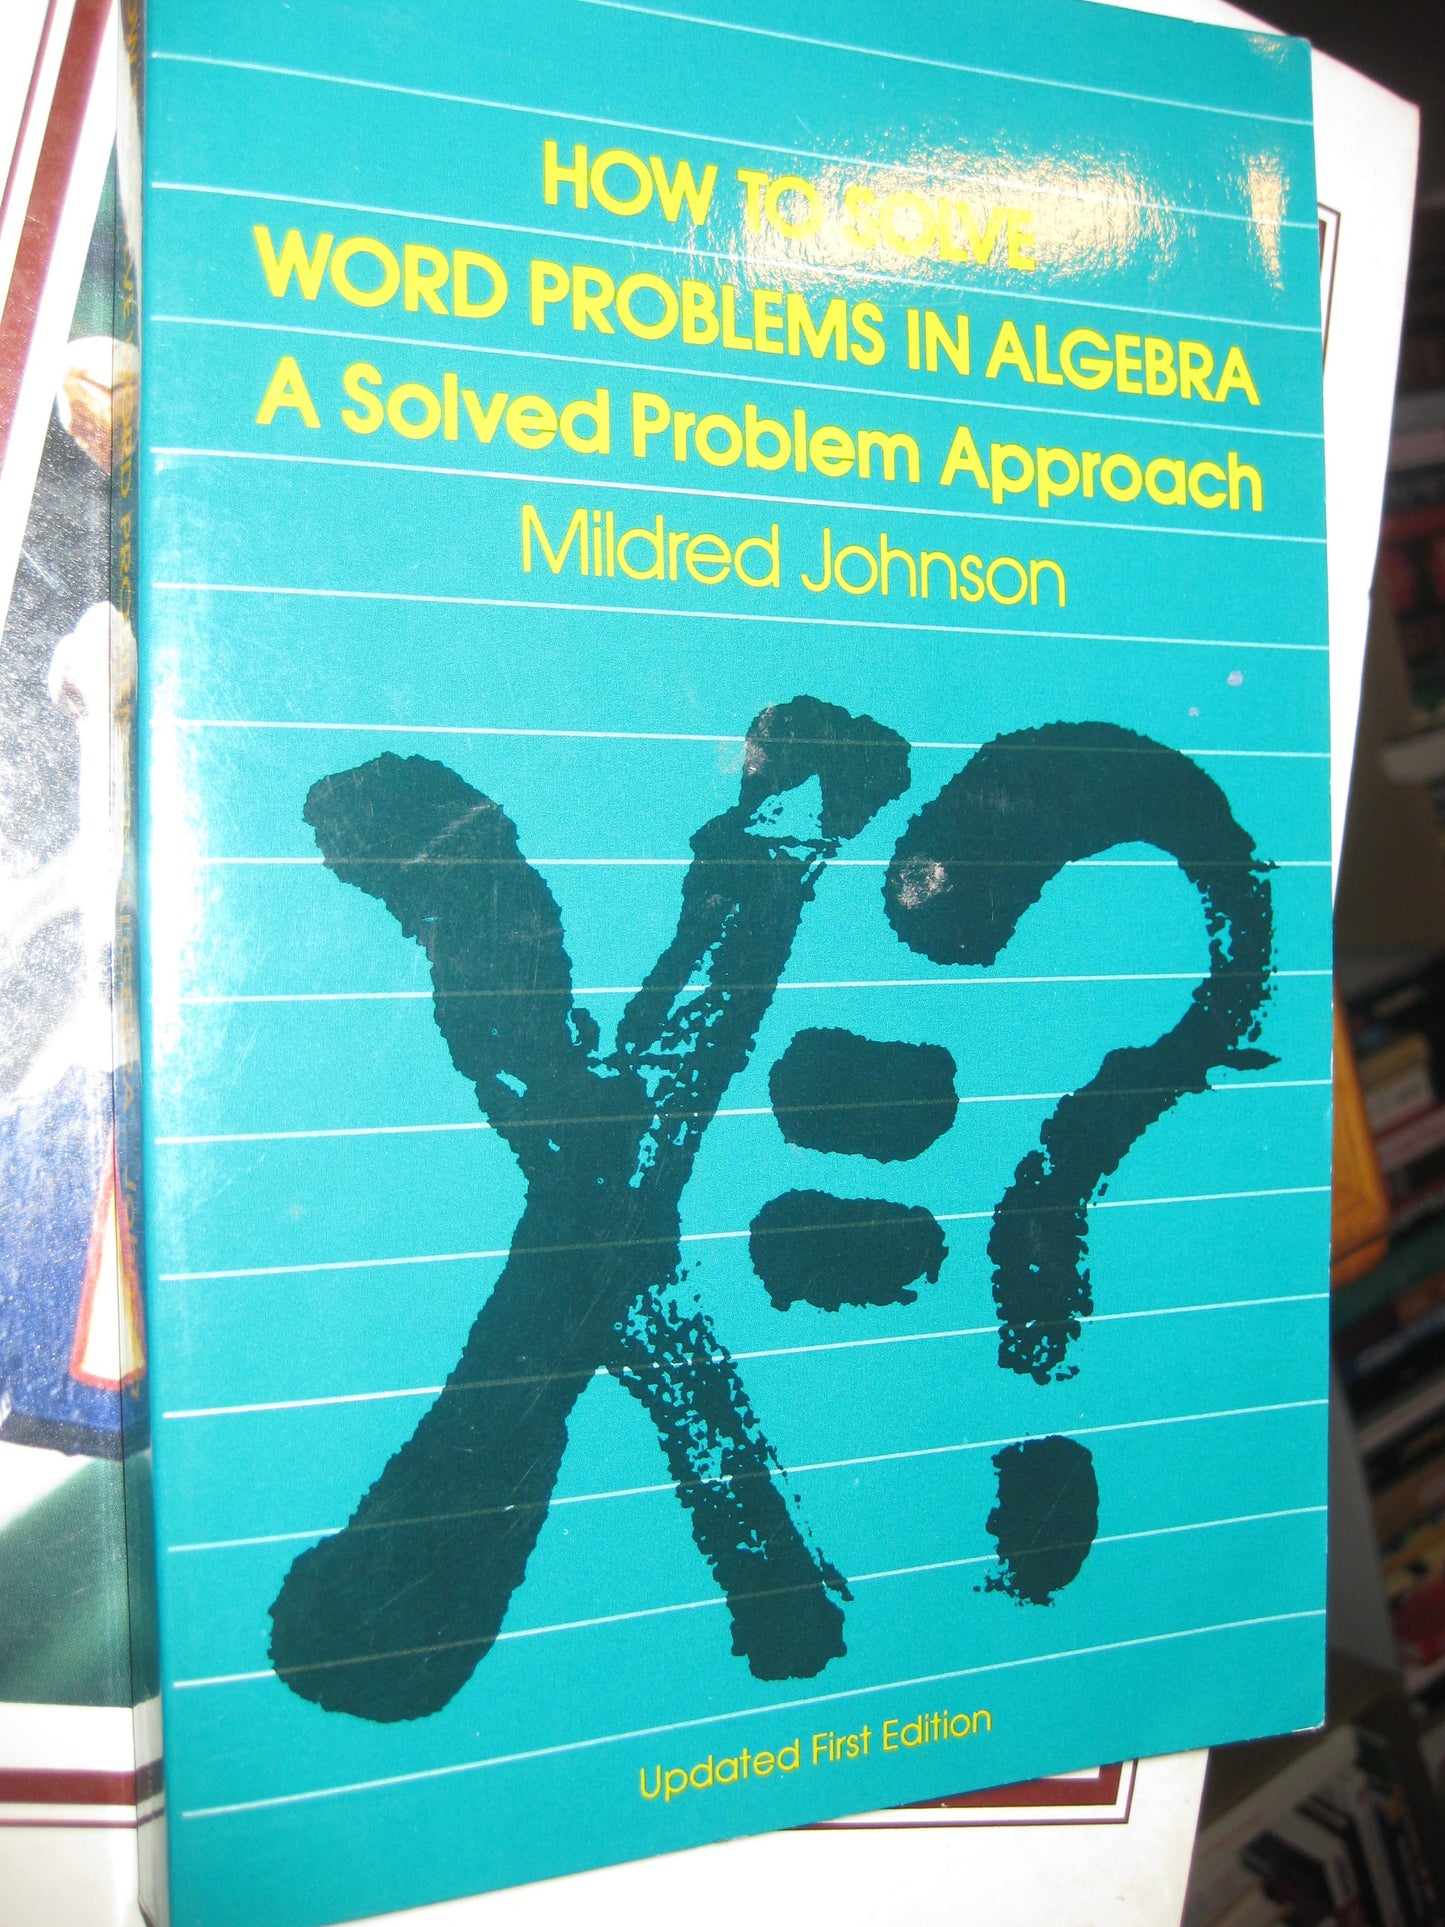 HOW TO SOLVE
WORD PROBLEMS IN ALGEBRA
A Solved Problem Approach
Mildred Johnson
X=?
Updated First Edition